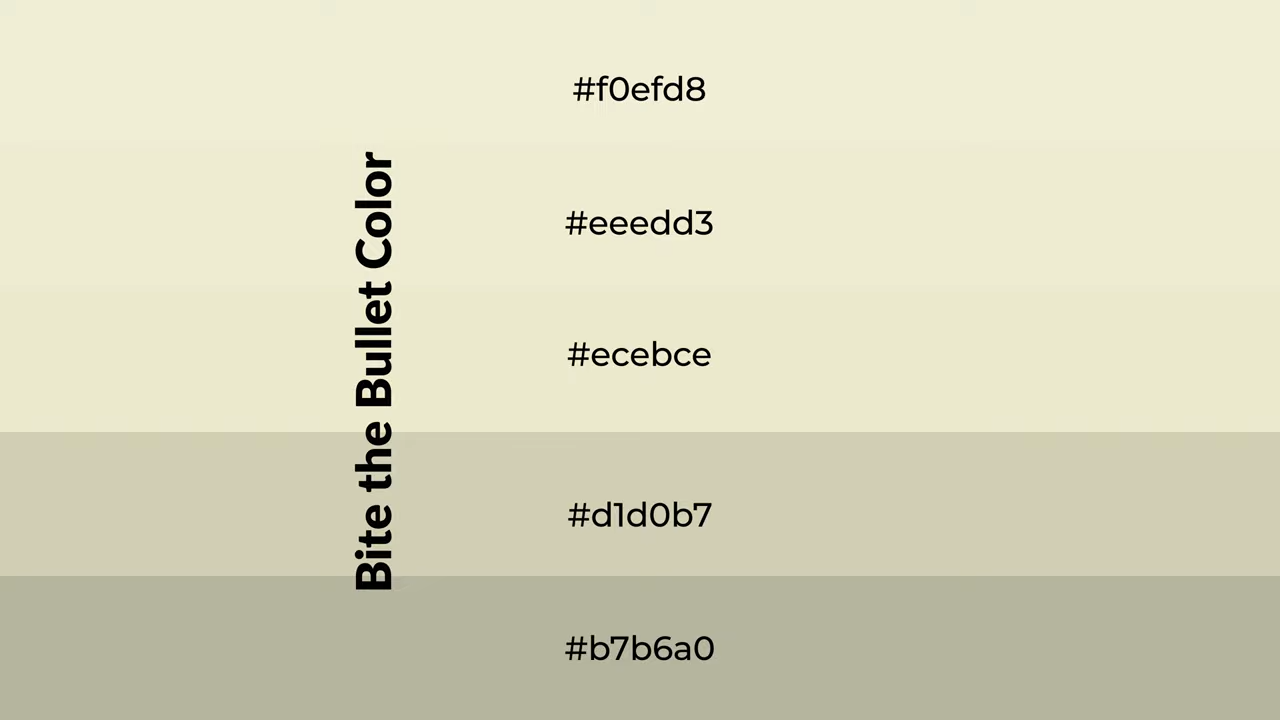 Bite the Bullet Color
#f0efd8
#eeedd3
#ecebce
#d1d0b7
#b7b6a0